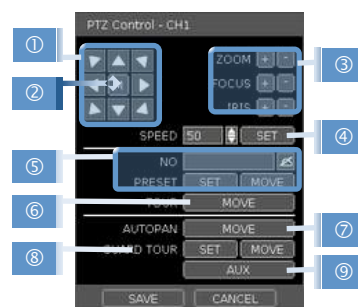 PTZ Control - CH1
①
ZOOM + -
③
②
FOCUS + -
IRIS + -
SPEED 50 SET
④
⑤
NO
PRESET SET MOVE
⑥
TOUR MOVE
AUTOPAN MOVE
⑦
⑧
GUARD TOUR SET MOVE
AUX
⑨
SAVE CANCEL